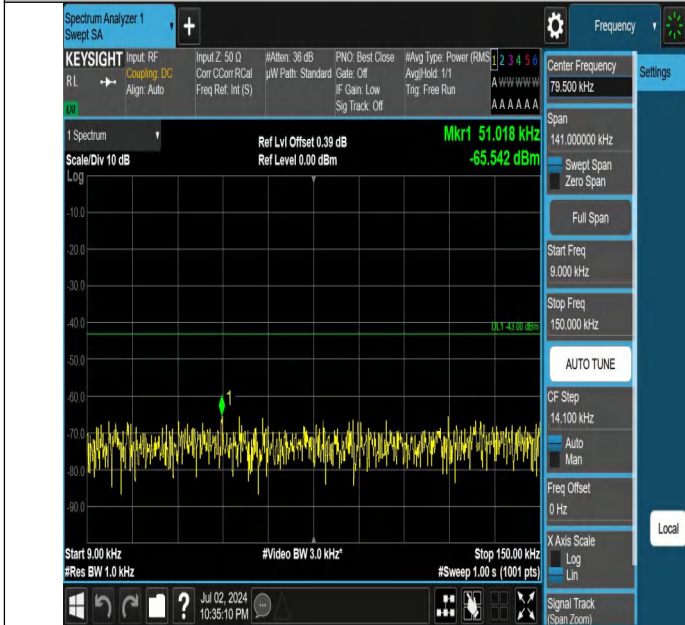 Spectrum Analyzer 1
Swept SA
Frequency
KEYSIGHT
RL
Input: RF
Coupling: DC
Align: Auto
Input Z: 50 Ω
Corr CCorr RCal
Freq Ref: Int (S)
#Atten: 36 dB
µW Path: Standard
PNO: Best Close
Gate: Off
IF Gain: Low
Sig Track: Off
#Avg Type: Power (RMS
Avg|Hold: 1/1
Trig: Free Run
1 2 3 4 5 6
A W W W W W
A A A A A A
1 Spectrum
Scale/Div 10 dB
Log
Ref Lvl Offset 0.39 dB
Ref Level 0.00 dBm
Mkr1 51.018 kHz
-65.542 dBm
-10.0
-20.0
-30.0
-40.0
-50.0
-60.0
-70.0
-80.0
-90.0
DL1 -43.00 dBm
1
Start 9.00 kHz
#Res BW 1.0 kHz
#Video BW 3.0 kHz*
Stop 150.00 kHz
#Sweep 1.00 s (1001 pts)
Center Frequency
79.500 kHz
Span
141.000000 kHz
Swept Span
Zero Span
Full Span
Start Freq
9.000 kHz
Stop Freq
150.000 kHz
AUTO TUNE
CF Step
14.100 kHz
Auto
Man
Freq Offset
0 Hz
X Axis Scale
Log
Lin
Signal Track
(Span Zoom)
Settings
Local
?
Jul 02, 2024
10:35:10 PM